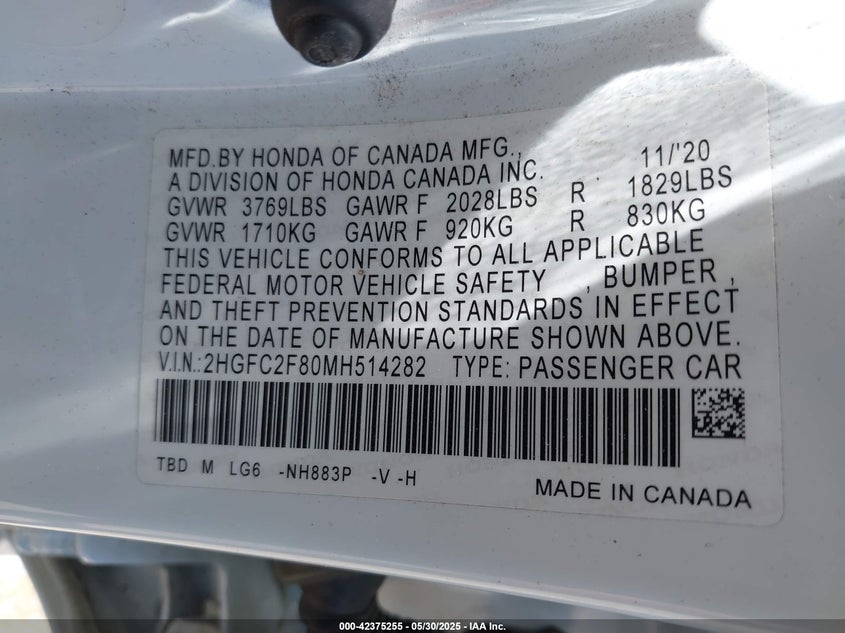 MFD.BY HONDA OF CANADA MFG., 11/'20
A DIVISION OF HONDA CANADA INC.
GVWR 3769LBS GAWR F 2028LBS R 1829LBS
GVWR 1710KG GAWR F 920KG R 830KG
THIS VEHICLE CONFORMS TO ALL APPLICABLE
FEDERAL MOTOR VEHICLE SAFETY , BUMPER ,
AND THEFT PREVENTION STANDARDS IN EFFECT
ON THE DATE OF MANUFACTURE SHOWN ABOVE.
V.I.N.:2HGFC2F80MH514282 TYPE: PASSENGER CAR
TBD M LG6 -NH883P -V -H
MADE IN CANADA
000-42375255 - 05/30/2025 - IAA Inc.